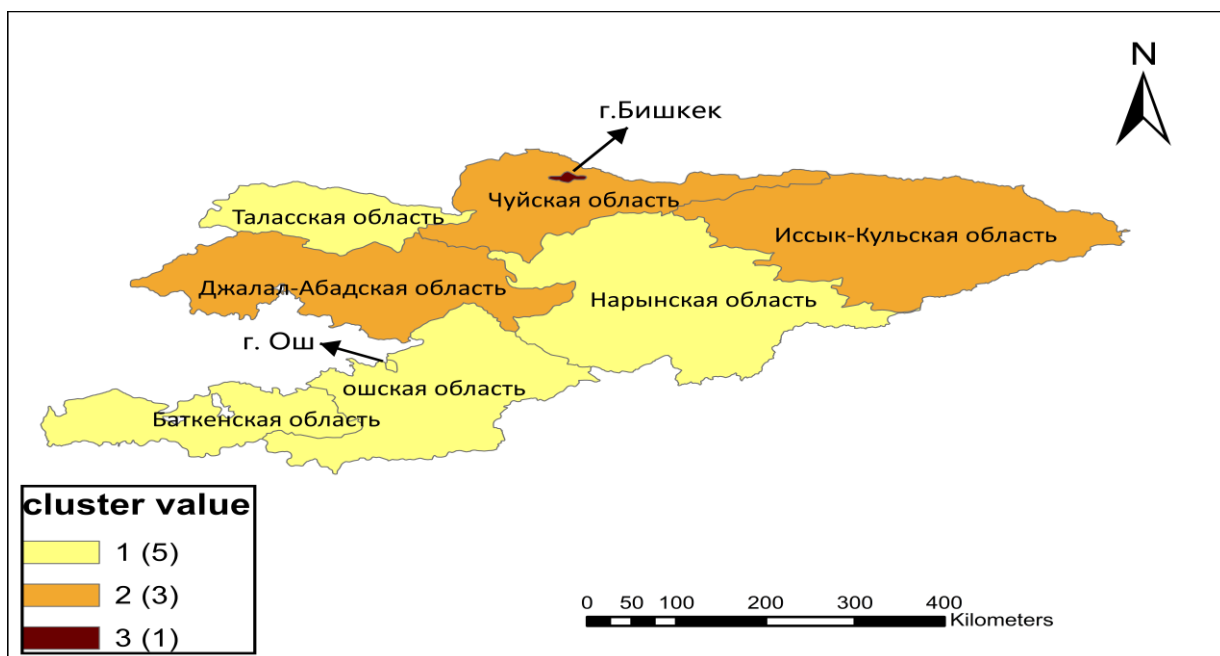 N
г.Бишкек
Чуйская область
Таласская область
Иссык-Кульская область
Джалал-Абадская область
Нарынская область
г. Ош
ошская область
Баткенская область
cluster value
1 (5)
2 (3)
3 (1)
0 50 100 200 300 400
Kilometers